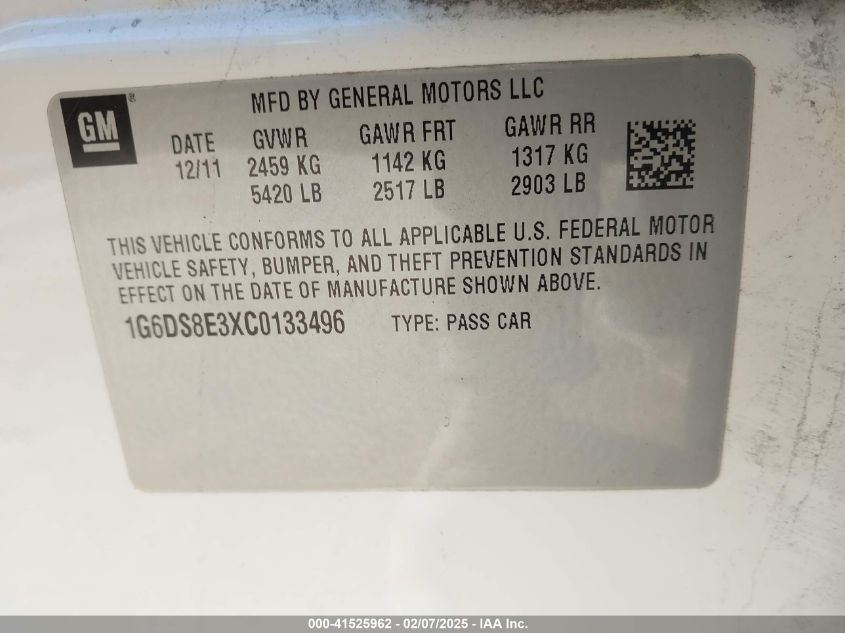 GM®
MFD BY GENERAL MOTORS LLC
DATE GVWR GAWR FRT GAWR RR
12/11 2459 KG 1142 KG 1317 KG
5420 LB 2517 LB 2903 LB
THIS VEHICLE CONFORMS TO ALL APPLICABLE U.S. FEDERAL MOTOR
VEHICLE SAFETY, BUMPER, AND THEFT PREVENTION STANDARDS IN
EFFECT ON THE DATE OF MANUFACTURE SHOWN ABOVE.
1G6DS8E3XC0133496 TYPE: PASS CAR
000-41525962 - 02/07/2025 - IAA Inc.